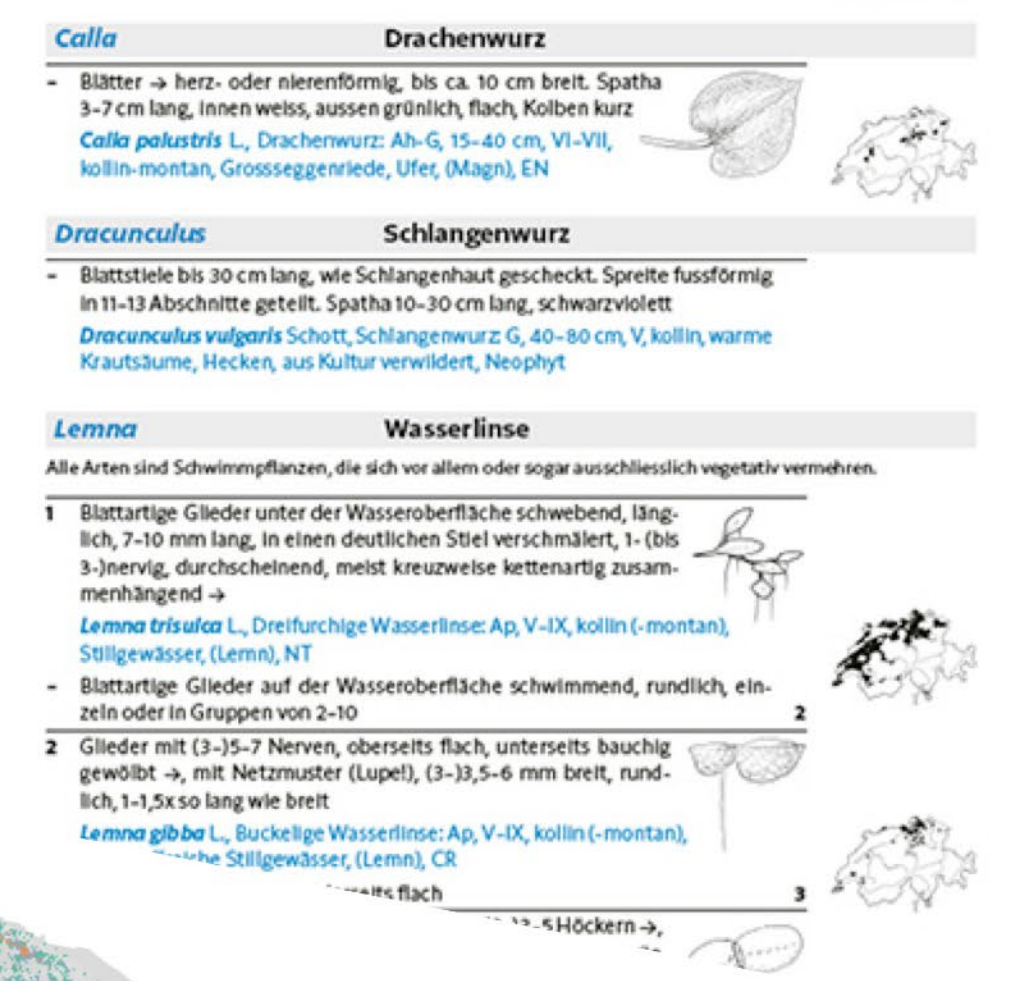 Calla Drachenwurz
– Blätter → herz- oder nierenförmig, bis ca. 10 cm breit. Spatha
3–7 cm lang, innen weiss, aussen grünlich, flach, Kolben kurz
Calla palustris L., Drachenwurz: Ah-G, 15–40 cm, VI–VII,
kollin-montan, Grossseggenriede, Ufer, (Magn), EN
Dracunculus Schlangenwurz
– Blattstiele bis 30 cm lang, wie Schlangenhaut gescheckt. Spreite fussförmig
in 11–13 Abschnitte geteilt. Spatha 10–30 cm lang, schwarzviolett
Dracunculus vulgaris Schott, Schlangenwurz: G, 40–80 cm, V, kollin, warme
Krautsäume, Hecken, aus Kultur verwildert, Neophyt
Lemna Wasserlinse
Alle Arten sind Schwimmpflanzen, die sich vor allem oder sogar ausschliesslich vegetativ vermehren.
1 Blattartige Glieder unter der Wasseroberfläche schwebend, läng-
lich, 7–10 mm lang, in einen deutlichen Stiel verschmälert, 1- (bis
3-)nervig, durchscheinend, meist kreuzweise kettenartig zusam-
menhängend →
Lemna trisulca L., Dreifurchige Wasserlinse: Ap, V–IX, kollin (-montan),
Stillgewässer, (Lemn), NT
– Blattartige Glieder auf der Wasseroberfläche schwimmend, rundlich, ein-
zeln oder in Gruppen von 2–10 2
2 Glieder mit (3–)5–7 Nerven, oberseits flach, unterseits bauchig
gewölbt →, mit Netzmuster (Lupe!), (3–)3,5–6 mm breit, rund-
lich, 1–1,5x so lang wie breit
Lemna gibba L., Buckelige Wasserlinse: Ap, V–IX, kollin (-montan),
Stillgewässer, (Lemn), CR
flach 3
5 Höckern →,